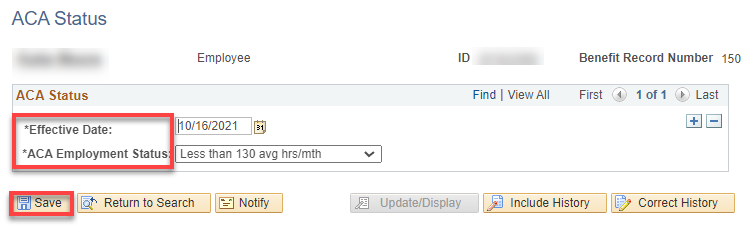 ACA Status
Employee ID Benefit Record Number 150
ACA Status Find | View All First 1 of 1 Last
*Effective Date: 10/16/2021 31
*ACA Employment Status: Less than 130 avg hrs/mth
Save Return to Search Notify Update/Display Include History Correct History